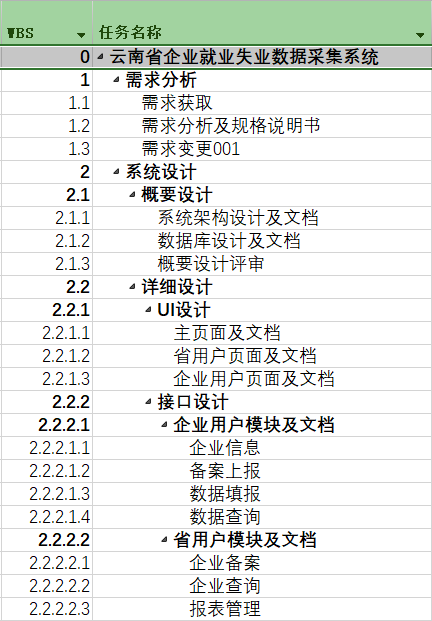 WBS 任务名称
0 云南省企业就业失业数据采集系统
1 需求分析
1.1 需求获取
1.2 需求分析及规格说明书
1.3 需求变更001
2 系统设计
2.1 概要设计
2.1.1 系统架构设计及文档
2.1.2 数据库设计及文档
2.1.3 概要设计评审
2.2 详细设计
2.2.1 UI设计
2.2.1.1 主页面及文档
2.2.1.2 省用户页面及文档
2.2.1.3 企业用户页面及文档
2.2.2 接口设计
2.2.2.1 企业用户模块及文档
2.2.2.1.1 企业信息
2.2.2.1.2 备案上报
2.2.2.1.3 数据填报
2.2.2.1.4 数据查询
2.2.2.2 省用户模块及文档
2.2.2.2.1 企业备案
2.2.2.2.2 企业查询
2.2.2.2.3 报表管理